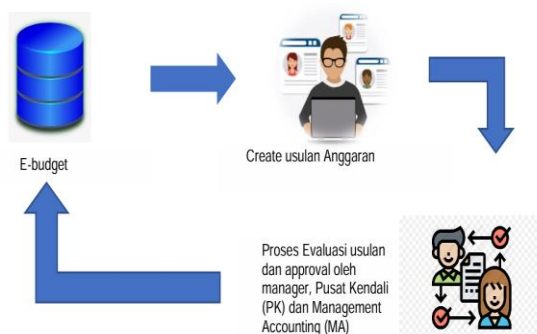 E-budget
Create usulan Anggaran
Proses Evaluasi usulan
dan approval oleh
manager, Pusat Kendali
(PK) dan Management
Accounting (MA)